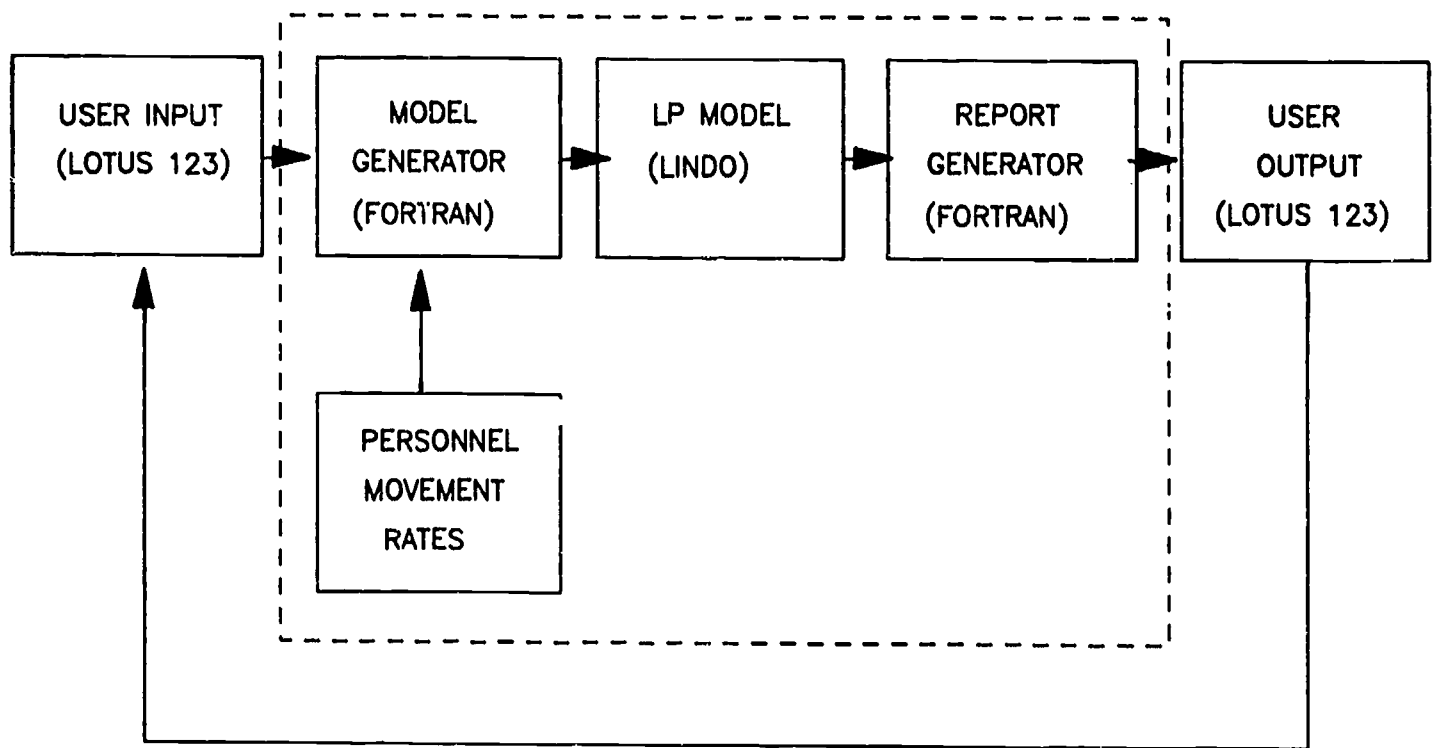 USER INPUT
(LOTUS 123)
MODEL
GENERATOR
(FORTRAN)
LP MODEL
(LINDO)
REPORT
GENERATOR
(FORTRAN)
USER
OUTPUT
(LOTUS 123)
PERSONNEL
MOVEMENT
RATES